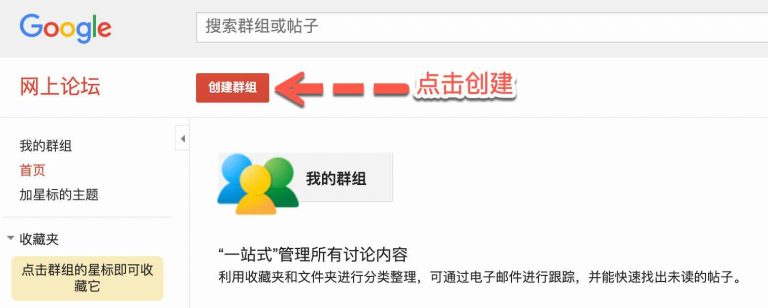 Google
搜索群组或帖子
网上论坛
创建群组
点击创建
我的群组
首页
加星标的主题
收藏夹
点击群组的星标即可收
藏它
我的群组
“一站式”管理所有讨论内容
利用收藏夹和文件夹进行分类整理，可通过电子邮件进行跟踪，并能快速找出未读的帖子。